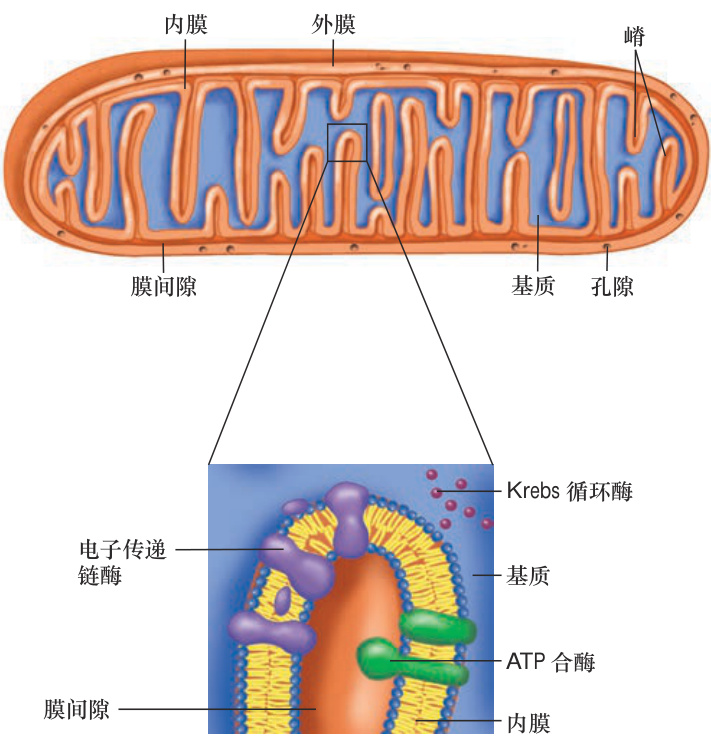 内膜
外膜
嵴
膜间隙
基质
孔隙
Krebs 循环酶
电子传递
链酶
基质
ATP 合酶
膜间隙
内膜